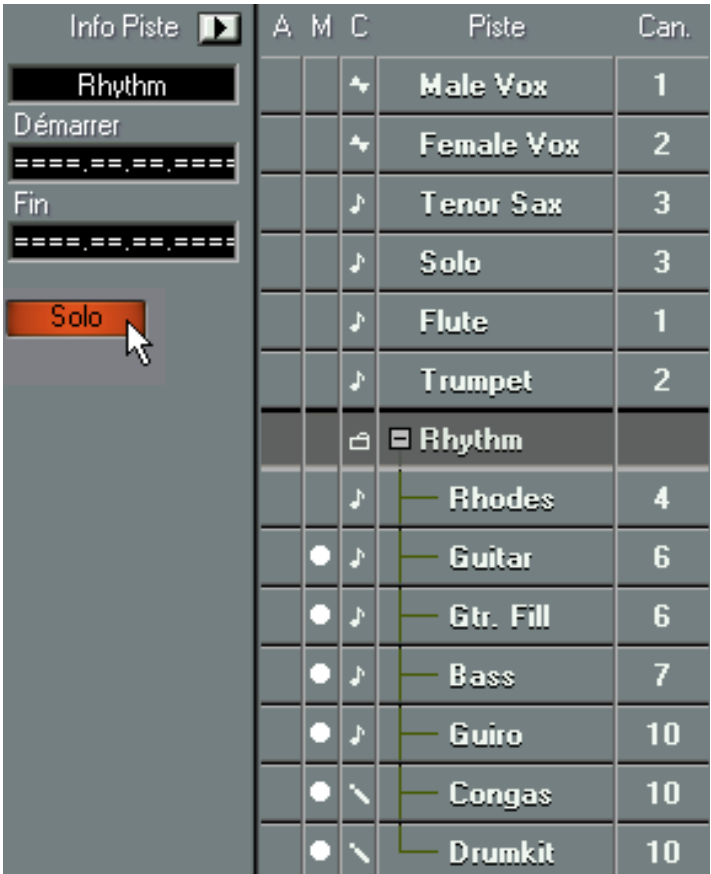 Info Piste
Rhythm
Démarrer
====.==.==.====
Fin
====.==.==.====
Solo
A M C Piste Can.
Male Vox 1
Female Vox 2
Tenor Sax 3
Solo 3
Flute 1
Trumpet 2
Rhythm
Rhodes 4
Guitar 6
Gtr. Fill 6
Bass 7
Guiro 10
Congas 10
Drumkit 10